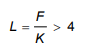 L = F/K > 4